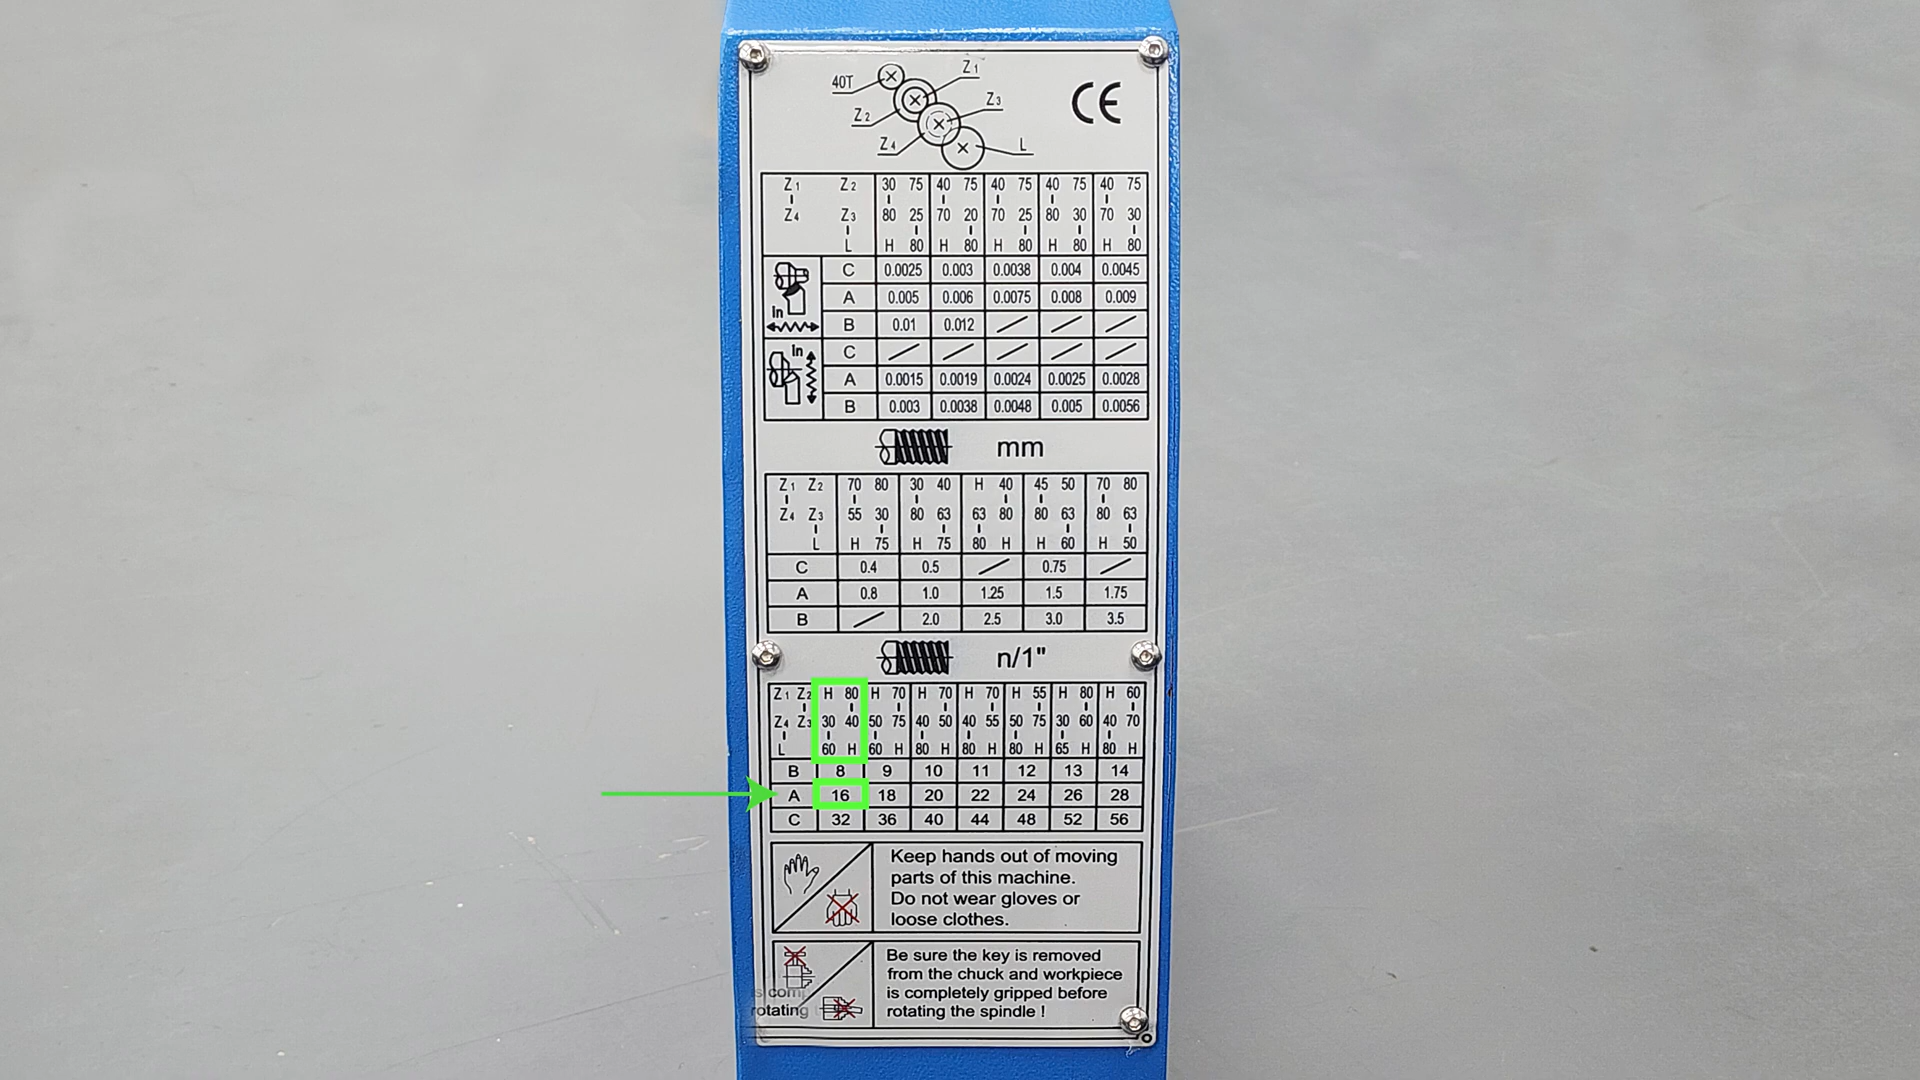 40T Z1
Z2 Z3
Z4 L
CE
Z1 Z2 30 75 40 75 40 75 40 75 40 75
Z4 Z3 80 25 70 20 70 25 80 30 70 30
L H 80 H 80 H 80 H 80 H 80
C 0.0025 0.003 0.0038 0.004 0.0045
A 0.005 0.006 0.0075 0.008 0.009
in
B 0.01 0.012
in
C
A 0.0015 0.0019 0.0024 0.0025 0.0028
B 0.003 0.0038 0.0048 0.005 0.0056
mm
Z1 Z2 70 80 30 40 H 40 45 50 70 80
Z4 Z3 55 30 80 63 63 80 80 63 80 63
L H 75 H 75 80 H H 60 H 50
C 0.4 0.5 0.75
A 0.8 1.0 1.25 1.5 1.75
B 2.0 2.5 3.0 3.5
n/1"
Z1 Z2 H 80 H 70 H 70 H 70 H 55 H 80 H 60
Z4 Z3 30 40 50 75 40 50 40 55 50 75 30 60 40 70
L 60 H 60 H 80 H 80 H 80 H 65 H 80 H
B 8 9 10 11 12 13 14
A 16 18 20 22 24 26 28
C 32 36 40 44 48 52 56
Keep hands out of moving
parts of this machine.
Do not wear gloves or
loose clothes.
Be sure the key is removed
from the chuck and workpiece
is completely gripped before
rotating the spindle !
s com
otating